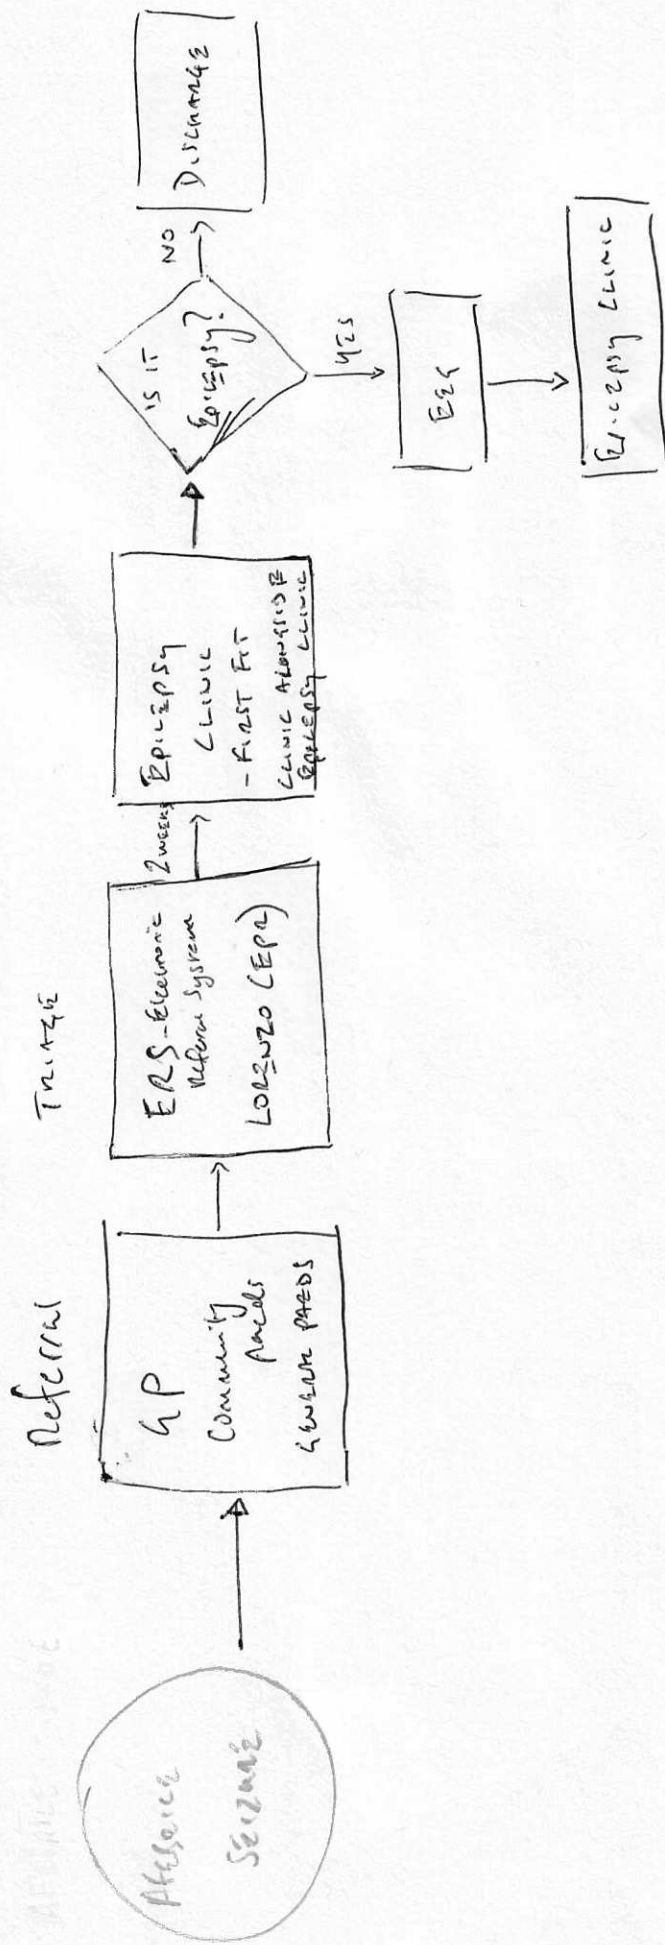 Referral
TRIAGE
SEIZURE
GP
Community
Paeds
GENERAL PAEDS
ERS - Electronic
Referral System
LORENZO (EPR)
2 WEEKS
EPILEPSY
CLINIC
- FIRST FIT
CLINIC ALONGSIDE
EPILEPSY CLINIC
IS IT
EPILEPSY?
NO
DISCHARGE
YES
EEG
EPILEPSY CLINIC